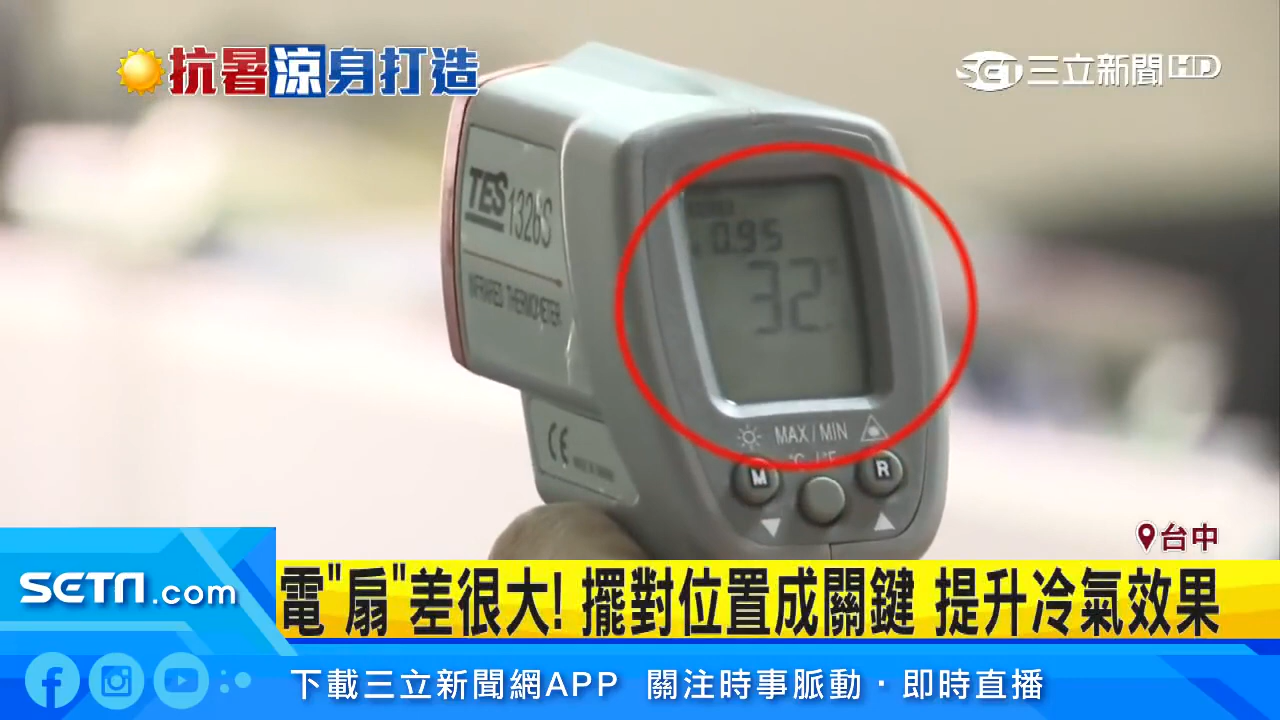 抗暑涼身打造
SET三立新聞HD
TES
1326S
INFRARED THERMOMETER
0.95
32
MAX/MIN
°C/°F
M
R
CE
台中
SETN.com
電"扇"差很大! 擺對位置成關鍵 提升冷氣效果
下載三立新聞網APP 關注時事脈動·即時直播